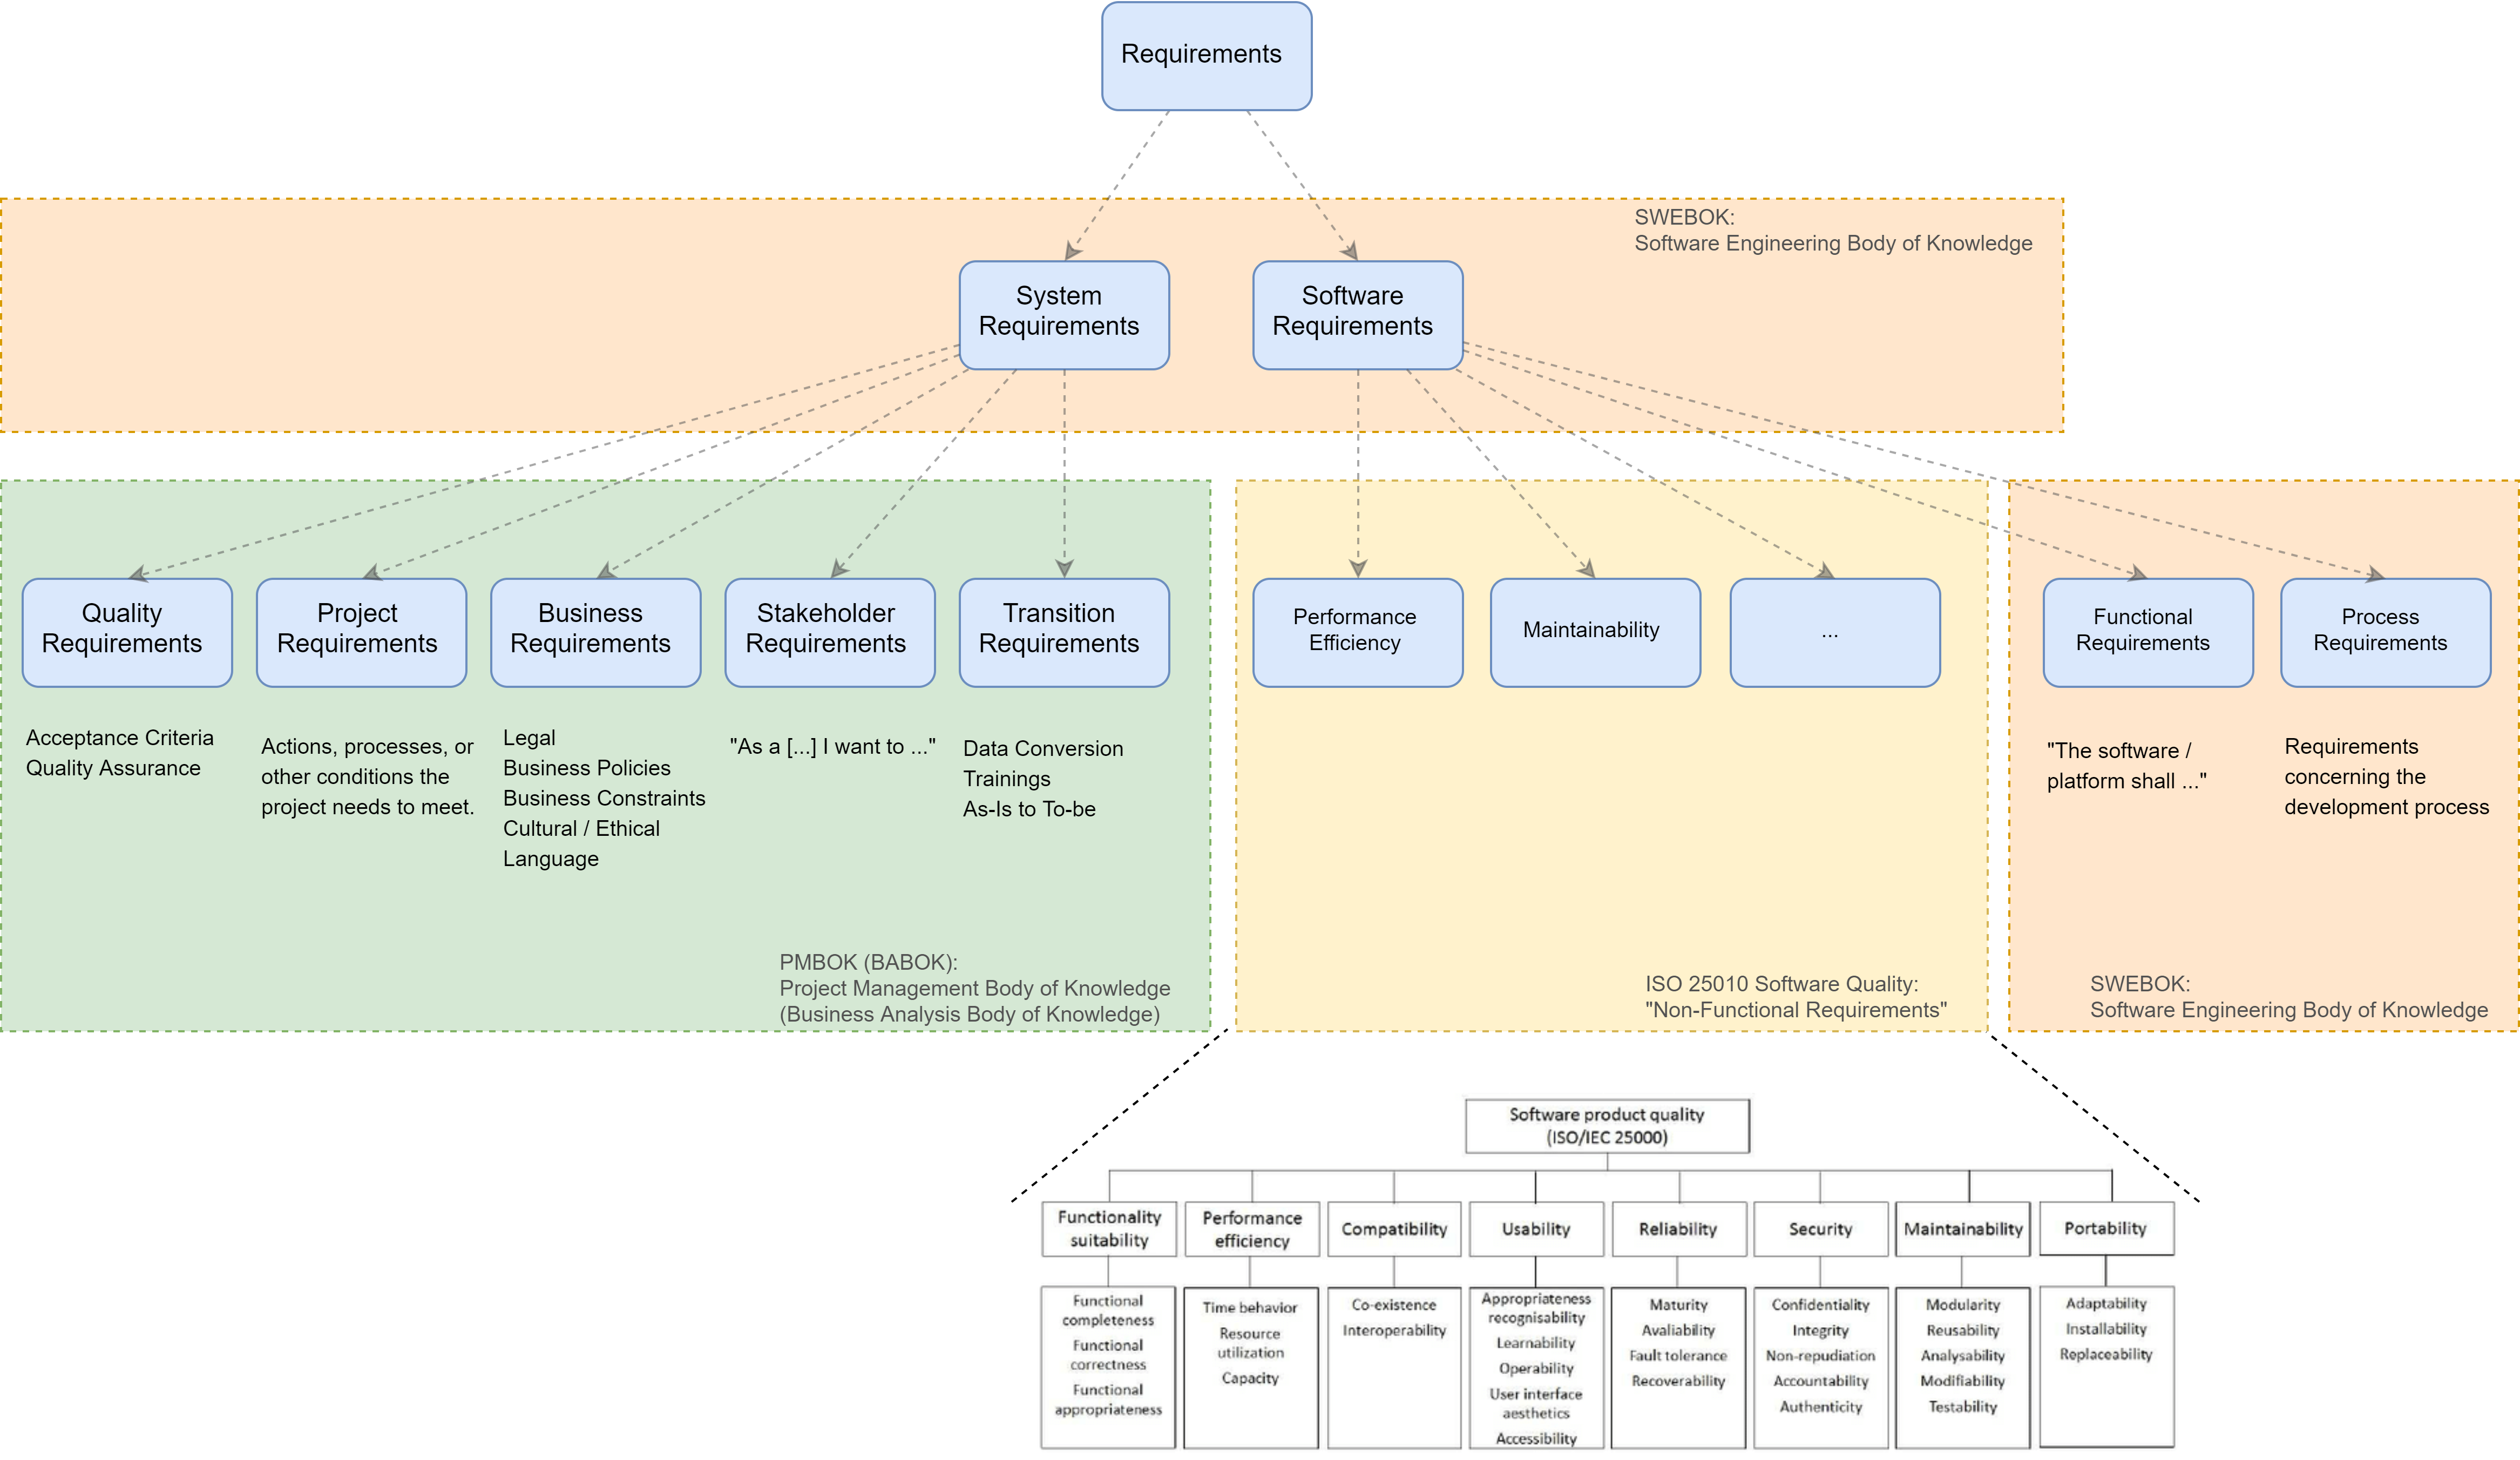 Requirements
SWEBOK:
Software Engineering Body of Knowledge
System
Requirements
Software
Requirements
Quality
Requirements
Project
Requirements
Business
Requirements
Stakeholder
Requirements
Transition
Requirements
Performance
Efficiency
Maintainability
...
Functional
Requirements
Process
Requirements
Acceptance Criteria
Quality Assurance
Actions, processes, or
other conditions the
project needs to meet.
Legal
Business Policies
Business Constraints
Cultural / Ethical
Language
"As a [...] I want to ..."
Data Conversion
Trainings
As-Is to To-be
"The software /
platform shall ..."
Requirements
concerning the
development process
PMBOK (BABOK):
Project Management Body of Knowledge
(Business Analysis Body of Knowledge)
ISO 25010 Software Quality:
"Non-Functional Requirements"
SWEBOK:
Software Engineering Body of Knowledge
Software product quality
(ISO/IEC 25000)
Functionality
suitability
Performance
efficiency
Compatibility
Usability
Reliability
Security
Maintainability
Portability
Functional
completeness
Functional
correctness
Functional
appropriateness
Time behavior
Resource
utilization
Capacity
Co-existence
Interoperability
Appropriateness
recognisability
Learnability
Operability
User interface
aesthetics
Accessibility
Maturity
Avaliability
Fault tolerance
Recoverability
Confidentiality
Integrity
Non-repudiation
Accountability
Authenticity
Modularity
Reusability
Analysability
Modifiability
Testability
Adaptability
Installability
Replaceability